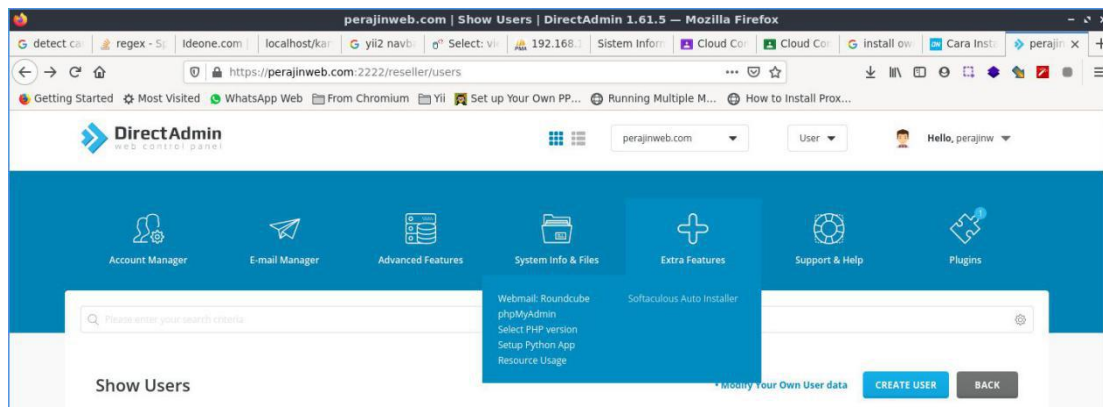 perajinweb.com | Show Users | DirectAdmin 1.61.5 — Mozilla Firefox
detect ca regex - S Ideone.com localhost/kar yii2 navb Select: vi 192.168. Sistem Inform Cloud Con Cloud Con install ow Cara Insta perajin
https://perajinweb.com:2222/reseller/users
Getting Started Most Visited WhatsApp Web From Chromium Yii Set up Your Own PP... Running Multiple M... How to Install Prox...
DirectAdmin
web control panel
perajinweb.com User Hello, perajinw
1
Account Manager E-mail Manager Advanced Features System Info & Files Extra Features Support & Help Plugins
Webmail: Roundcube Softaculous Auto Installer
phpMyAdmin
Select PHP version
Setup Python App
Resource Usage
Please enter your search criteria
Show Users Modify Your Own User data CREATE USER BACK